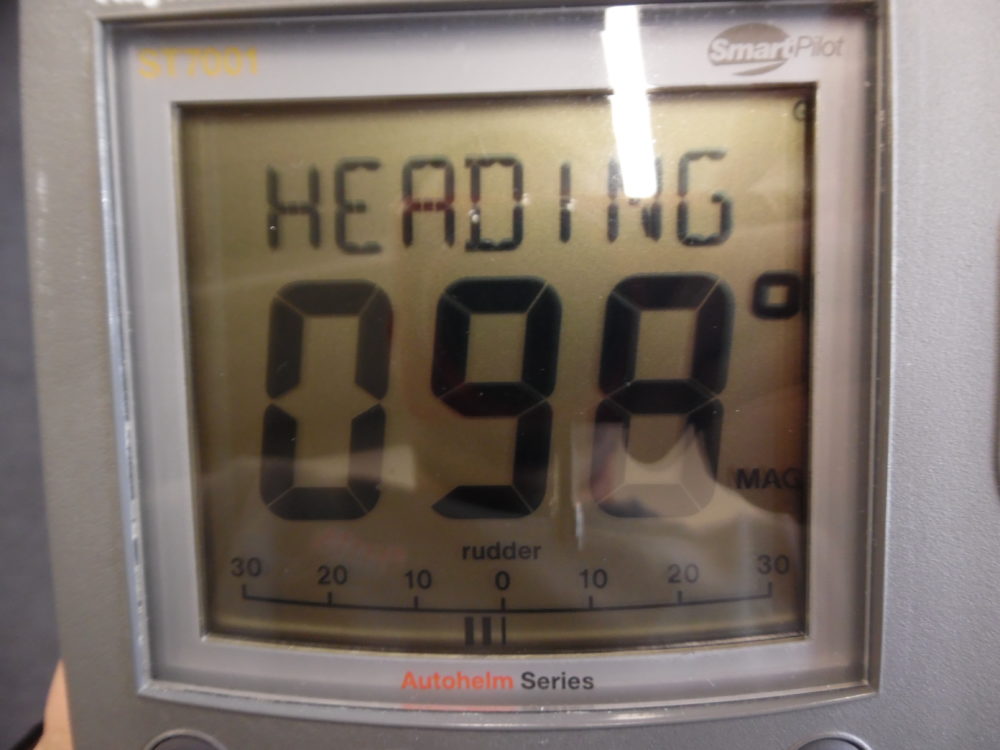 ST7001 SmartPilot
HEADING
098°
MAG
rudder
30 20 10 0 10 20 30
Autohelm Series